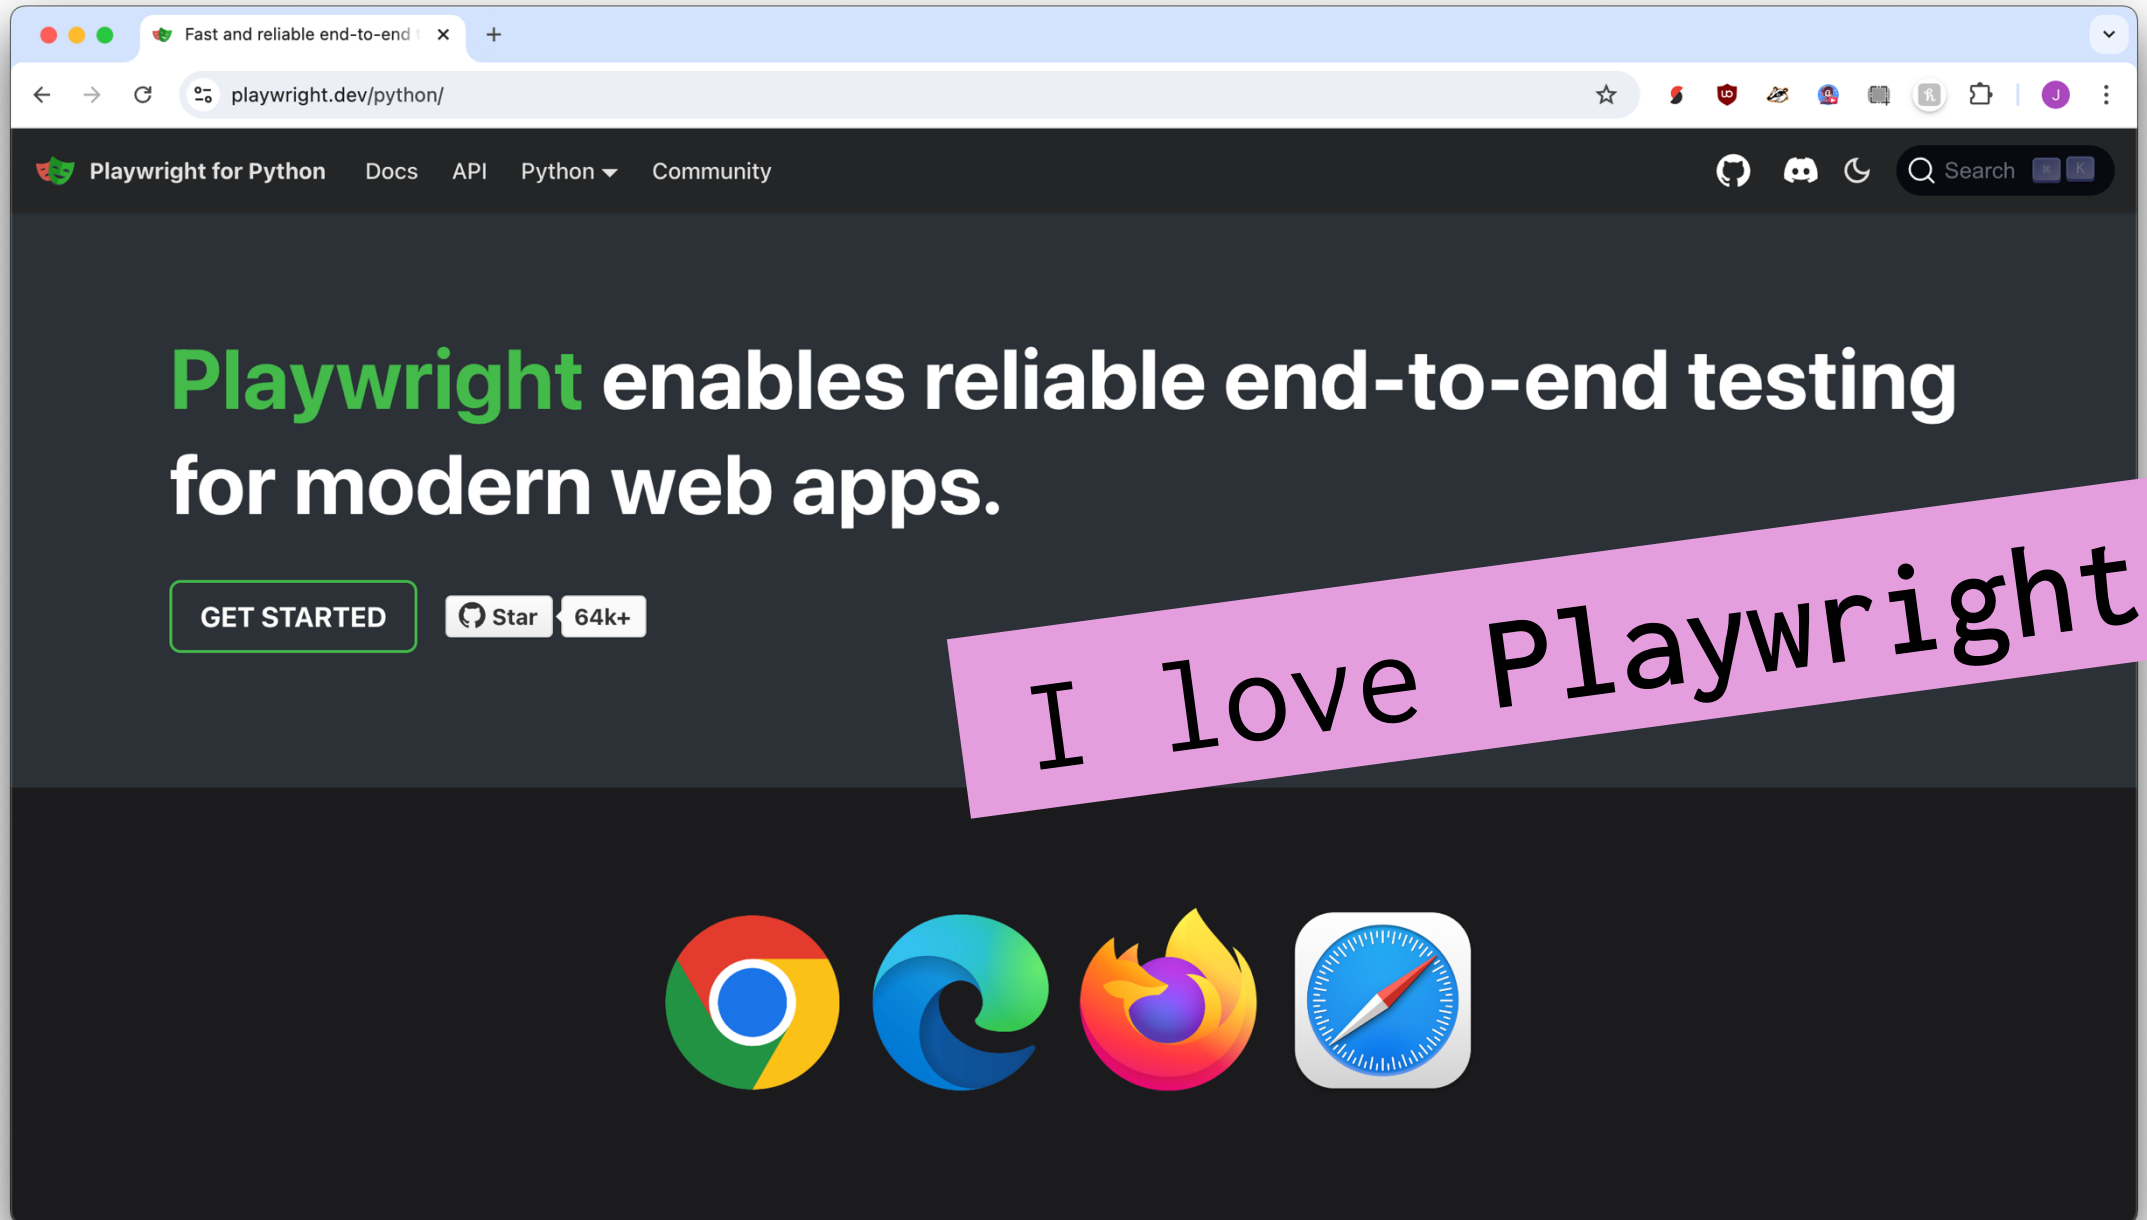 Fast and reliable end-to-end
playwright.dev/python/
J
Playwright for Python Docs API Python Community
Search ⌘ K
Playwright enables reliable end-to-end testing
for modern web apps.
GET STARTED Star 64k+
I love Playwright